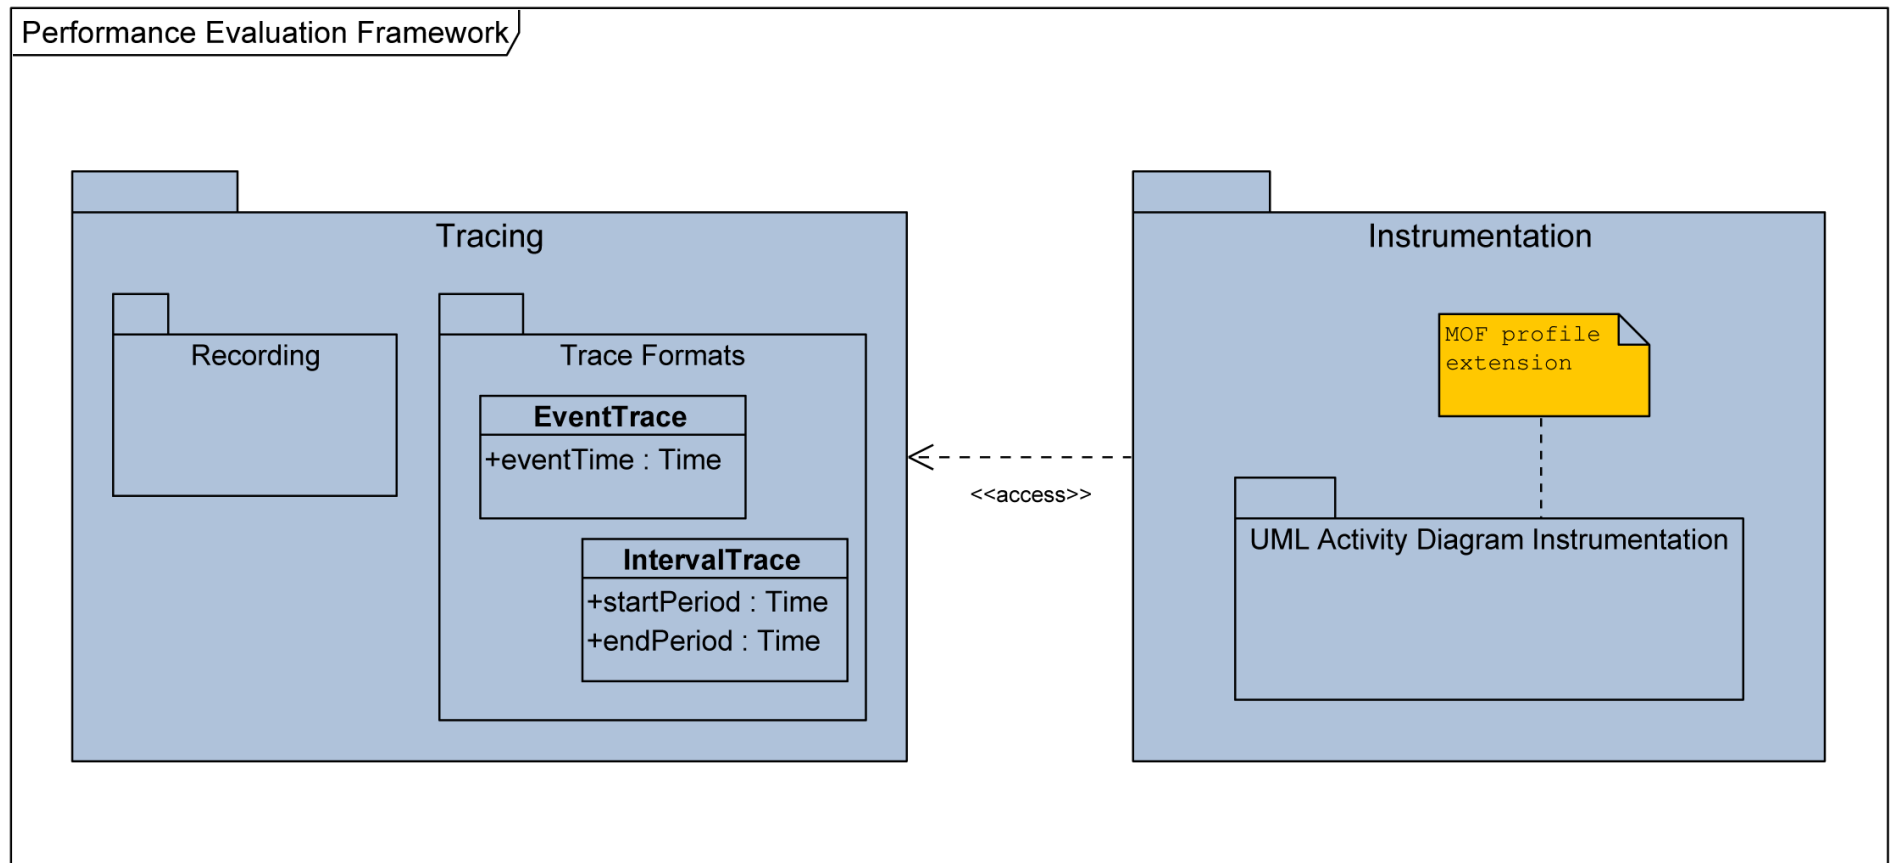 Performance Evaluation Framework
Tracing
Recording
Trace Formats
EventTrace
+eventTime : Time
IntervalTrace
+startPeriod : Time
+endPeriod : Time
<<access>>
Instrumentation
MOF profile
extension
UML Activity Diagram Instrumentation